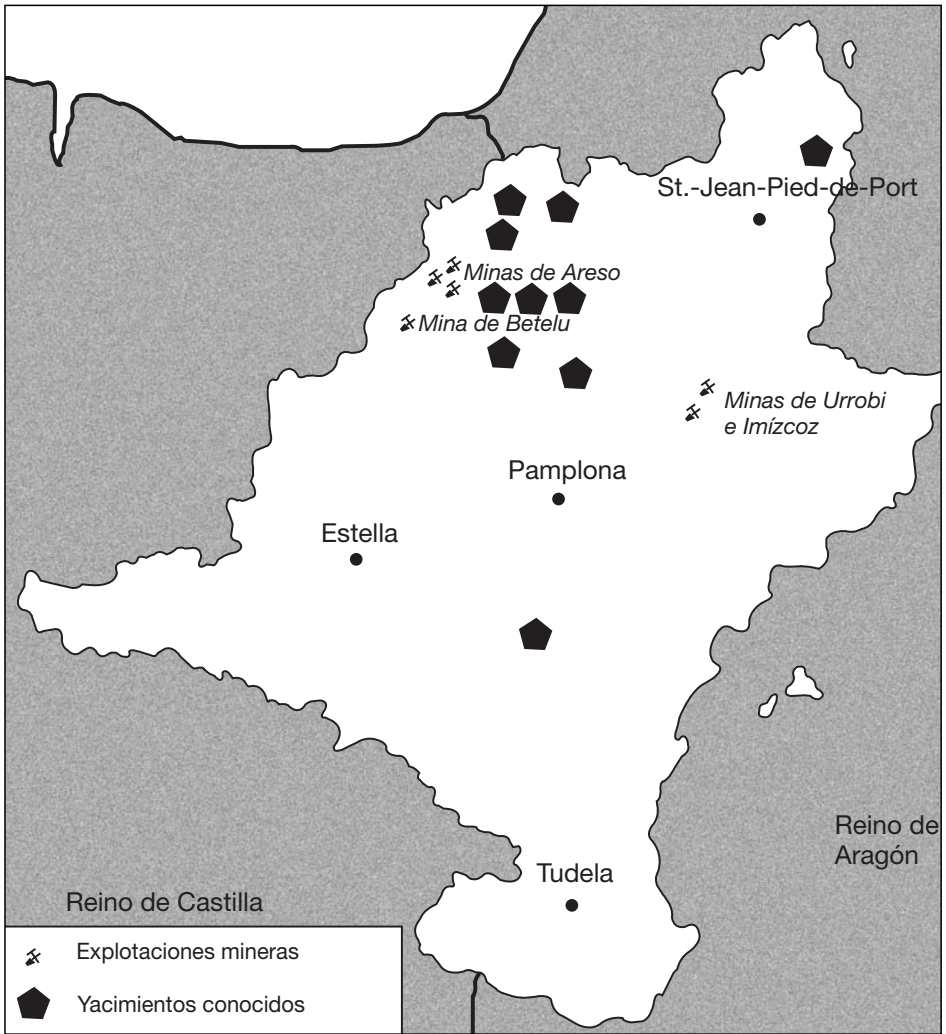 St.-Jean-Pied-de-Port
Minas de Areso
Mina de Betelu
Minas de Urrobi
e Imízcoz
Pamplona
Estella
Reino de
Aragón
Tudela
Reino de Castilla
Explotaciones mineras
Yacimientos conocidos